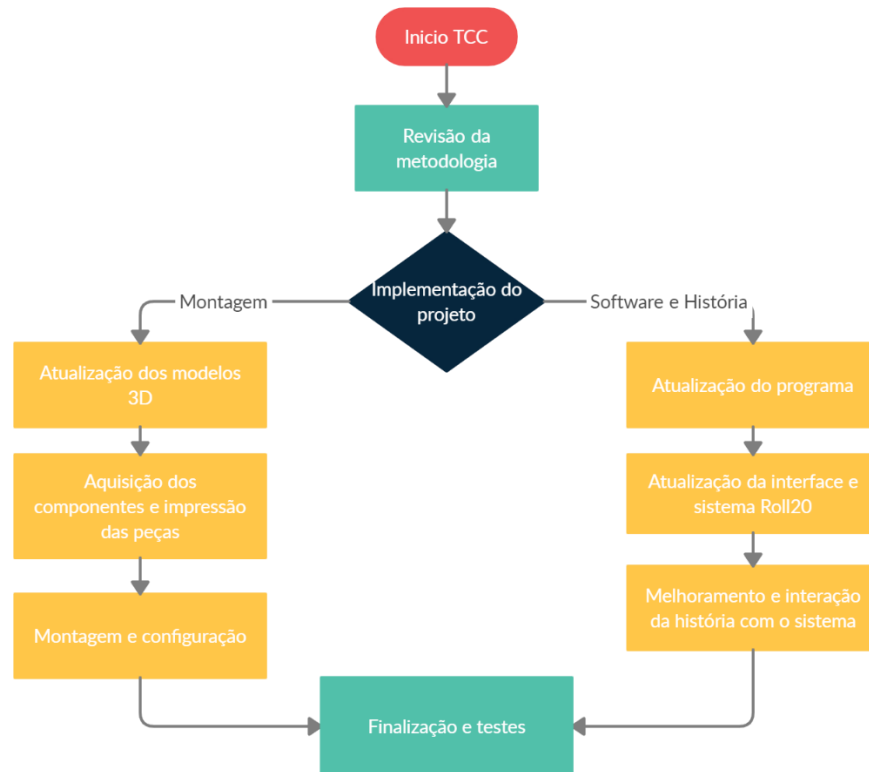 Inicio TCC
Revisão da
metodologia
Implementação do
projeto
Montagem
Software e História
Atualização dos modelos
3D
Aquisição dos
componentes e impressão
das peças
Montagem e configuração
Atualização do programa
Atualização da interface e
sistema Roll20
Melhoramento e interação
da história com o sistema
Finalização e testes